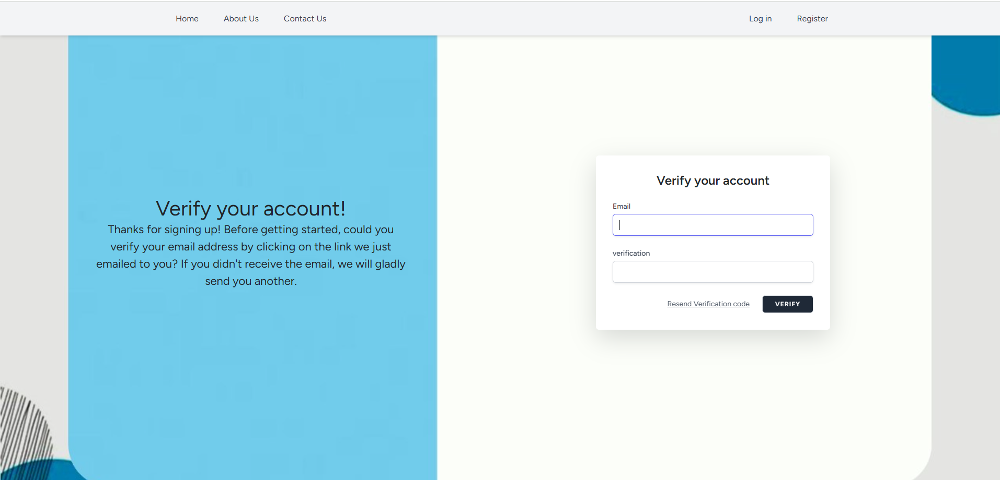 Home About Us Contact Us Log in Register
Verify your account!
Thanks for signing up! Before getting started, could you
verify your email address by clicking on the link we just
emailed to you? If you didn't receive the email, we will gladly
send you another.
Verify your account
Email
verification
Resend Verification code VERIFY